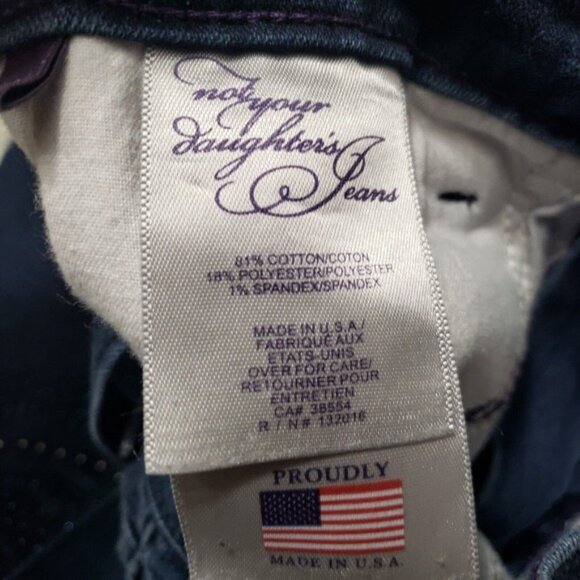 not your
daughter's
Jeans
81% COTTON/COTON
18% POLYESTER/POLYESTER
1% SPANDEX/SPANDEX
MADE IN U.S.A/
FABRIQUÉ AUX
ETATS-UNIS
OVER FOR CARE/
RETOURNER POUR
ENTRETIEN
CA# 38554
R / N# 132016
PROUDLY
MADE IN U.S.A.